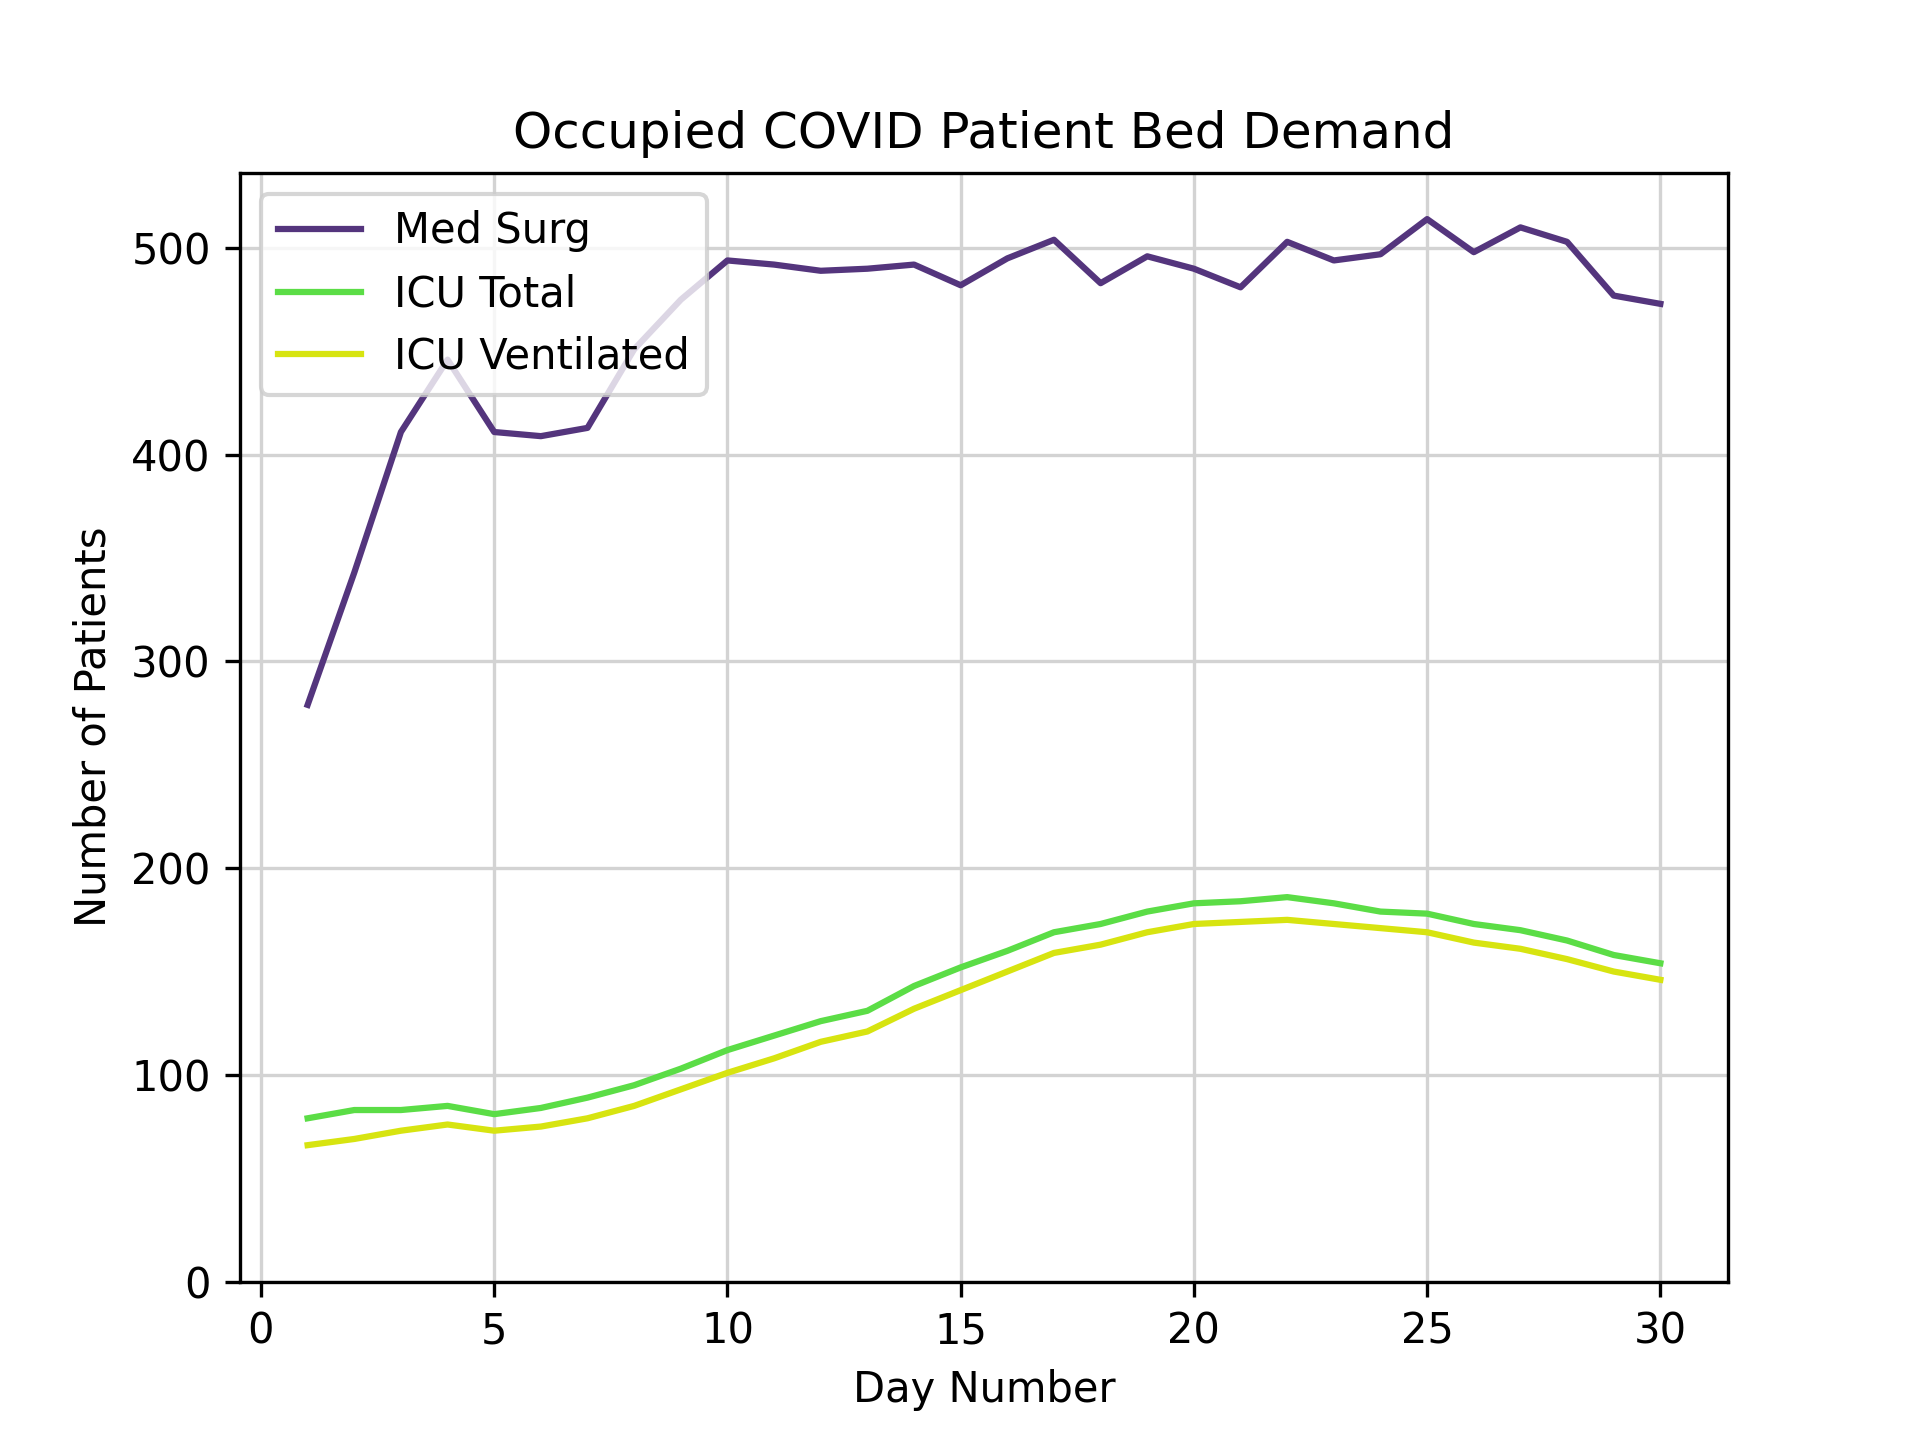 Occupied COVID Patient Bed Demand
Med Surg
ICU Total
ICU Ventilated
Number of Patients
500
400
300
200
100
0
0 5 10 15 20 25 30
Day Number